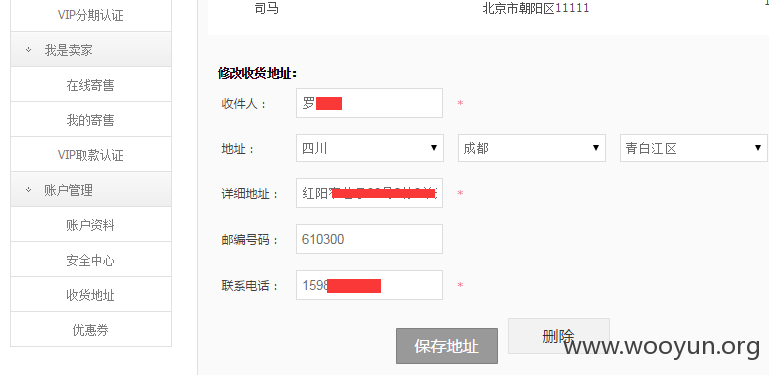 司马 北京市朝阳区11111
VIP分期认证
我是卖家
在线寄售
我的寄售
VIP取款认证
账户管理
账户资料
安全中心
收货地址
优惠券
修改收货地址:
收件人: 罗 *
地址: 四川 成都 青白江区
详细地址: 红阳 *
邮编号码: 610300
联系电话: 1598 *
保存地址 删除
www.wooyun.org